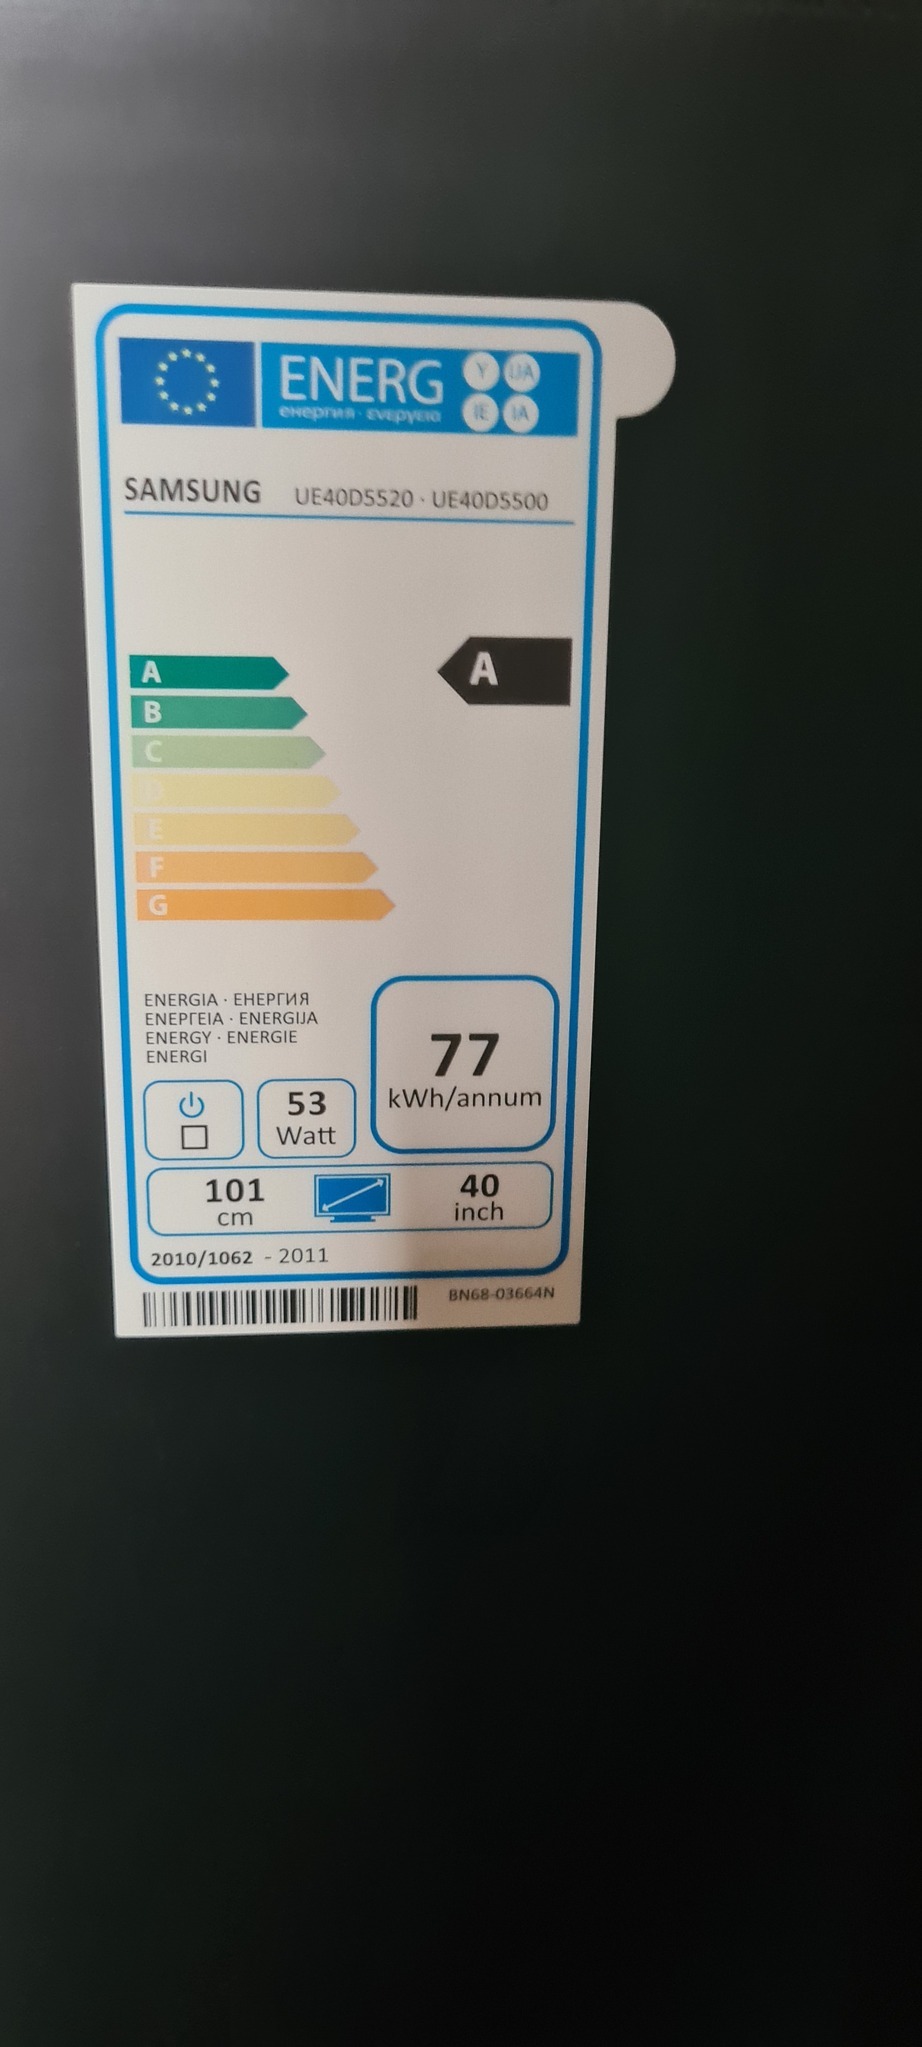 ENERG Y IJA
енергия · ενεργεια IE IA
SAMSUNG UE40D5520 · UE40D5500
A
A
B
C
D
E
F
G
ENERGIA · ЕНЕРГИЯ
ΕΝΕΡΓΕΙΑ · ENERGIJA
ENERGY · ENERGIE
ENERGI
77
kWh/annum
53
Watt
101
cm
40
inch
2010/1062 - 2011
BN68-03664N